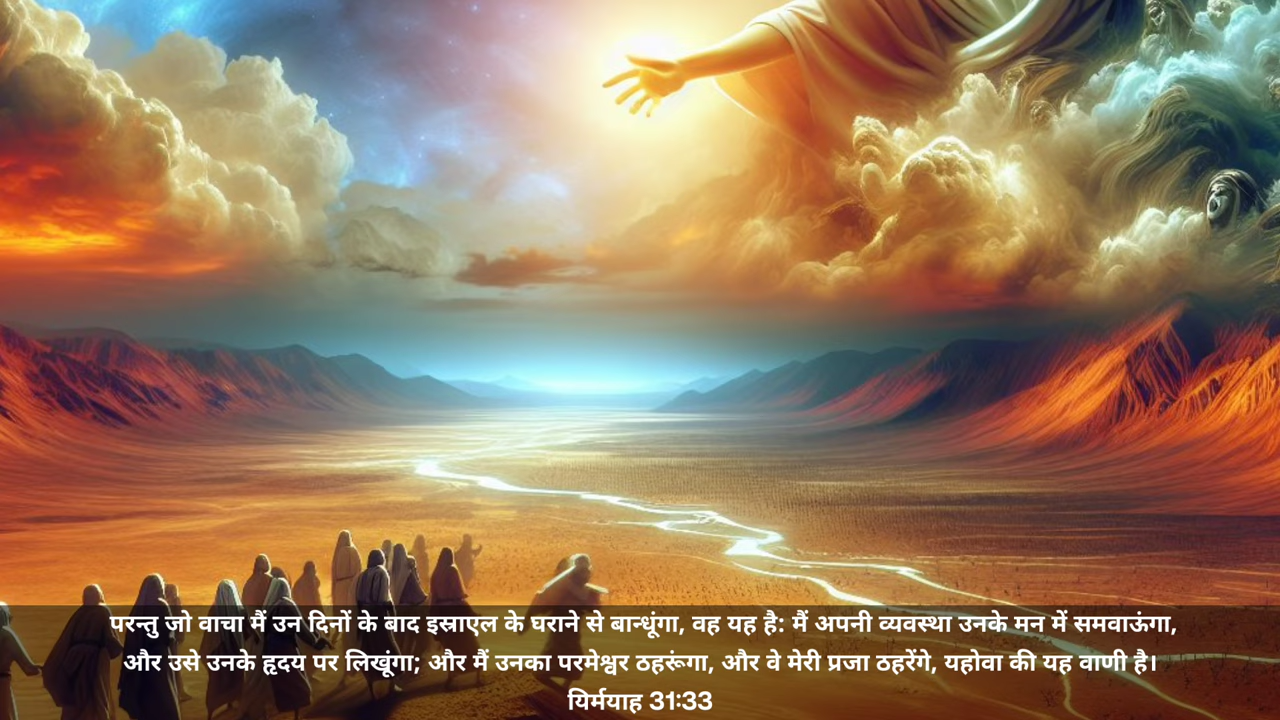 परन्तु जो वाचा मैं उन दिनों के बाद इस्राएल के घराने से बान्धूंगा, वह यह है: मैं अपनी व्यवस्था उनके मन में समवाऊंगा,
और उसे उनके हृदय पर लिखूंगा; और मैं उनका परमेश्वर ठहरूंगा, और वे मेरी प्रजा ठहरेंगे, यहोवा की यह वाणी है।
यिर्मयाह 31:33